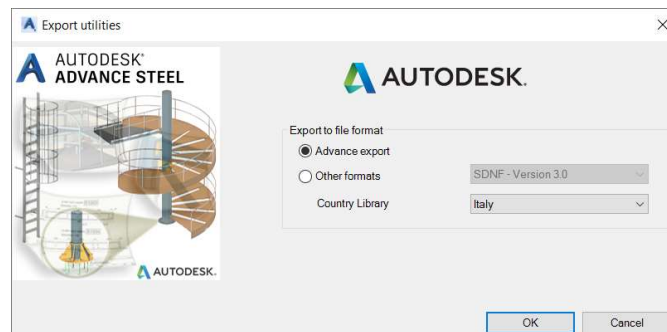 Export utilities
AUTODESK®
ADVANCE STEEL
AUTODESK.
AUTODESK.
Export to file format
Advance export
Other formats
SDNF - Version 3.0
Country Library
Italy
OK
Cancel